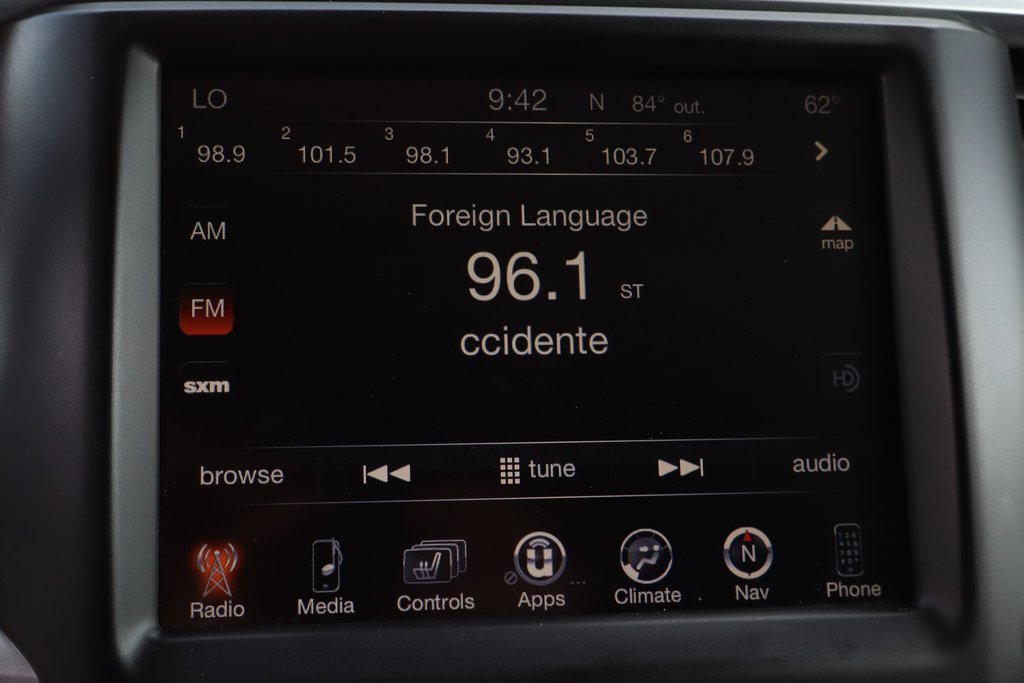 LO 9:42 N 84° out. 62°
1 98.9 2 101.5 3 98.1 4 93.1 5 103.7 6 107.9
Foreign Language
AM
map
96.1 ST
FM
ccidente
sxm
HD
browse tune audio
N
Radio Media Controls Apps Climate Nav Phone